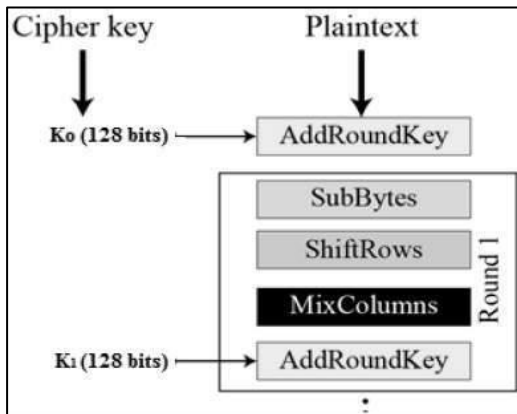 Cipher key Plaintext
K0 (128 bits) AddRoundKey
SubBytes
ShiftRows
Round 1
MixColumns
K1 (128 bits) AddRoundKey